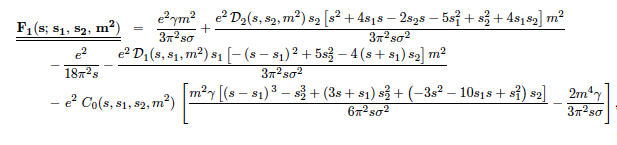 F₁(s; s₁, s₂, m²) = e²γm²/3π²sσ + e² 𝒟₂(s, s₂, m²) s₂ [s² + 4s₁s − 2s₂s − 5s₁² + s₂² + 4s₁s₂] m²/3π²sσ²
− e²/18π²s − e² 𝒟₁(s, s₁, m²) s₁ [−(s − s₁)² + 5s₂² − 4(s + s₁) s₂] m²/3π²sσ²
− e² C₀(s, s₁, s₂, m²) [m²γ [(s − s₁)³ − s₂³ + (3s + s₁) s₂² + (−3s² − 10s₁s + s₁²) s₂]/6π²sσ² − 2m⁴γ/3π²sσ],